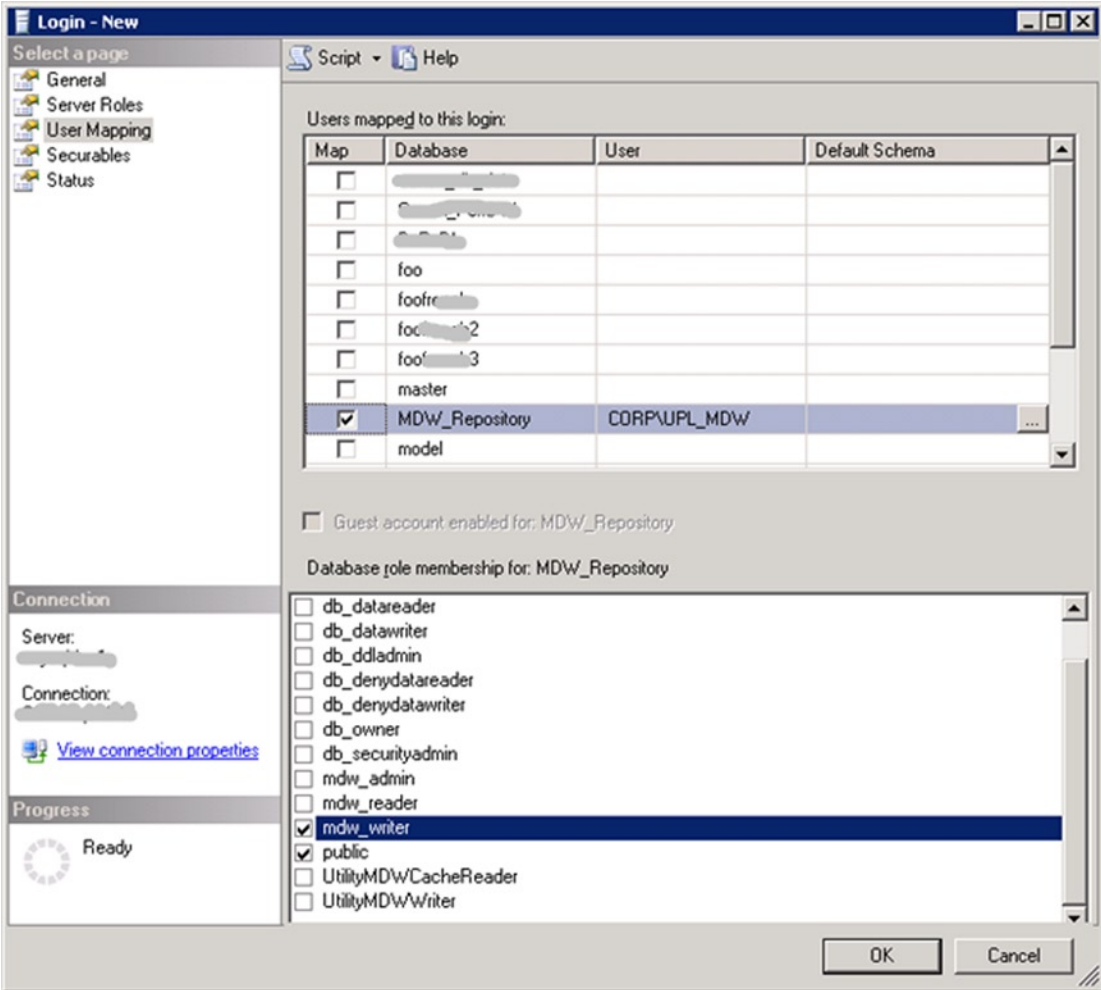 Login - New
Select a page
General
Server Roles
User Mapping
Securables
Status
Script Help
Users mapped to this login:
Map Database User Default Schema
foo
master
MDW_Repository CORP\UPL_MDW ...
model
Guest account enabled for: MDW_Repository
Database role membership for: MDW_Repository
db_datareader
db_datawriter
db_ddladmin
db_denydatareader
db_denydatawriter
db_owner
db_securityadmin
mdw_admin
mdw_reader
mdw_writer
public
UtilityMDWCacheReader
UtilityMDWWriter
Connection
Server:
Connection:
View connection properties
Progress
Ready
OK Cancel